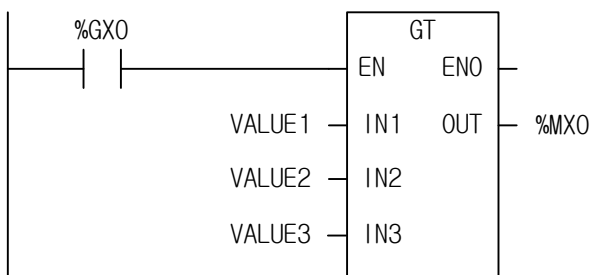 %GX0 GT
EN ENO
VALUE1 IN1 OUT %MX0
VALUE2 IN2
VALUE3 IN3